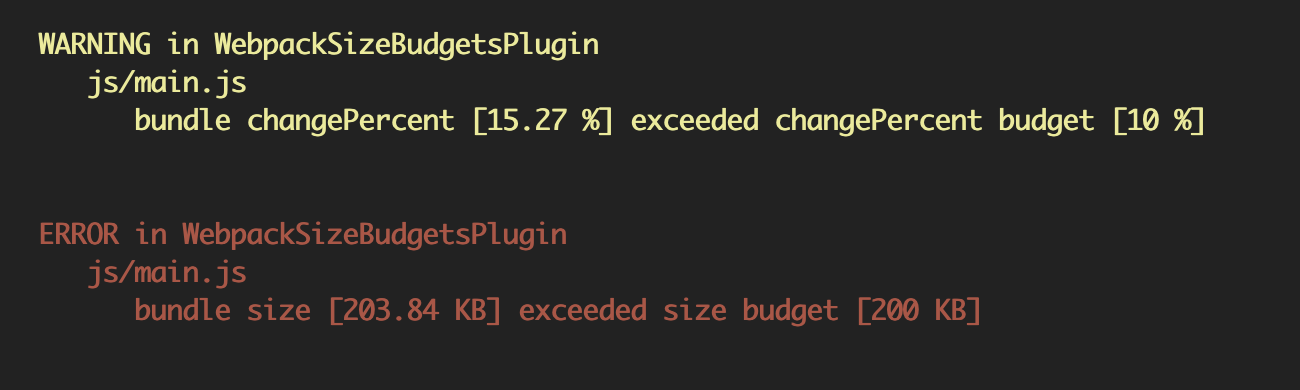 WARNING in WebpackSizeBudgetsPlugin
js/main.js
bundle changePercent [15.27 %] exceeded changePercent budget [10 %]
ERROR in WebpackSizeBudgetsPlugin
js/main.js
bundle size [203.84 KB] exceeded size budget [200 KB]